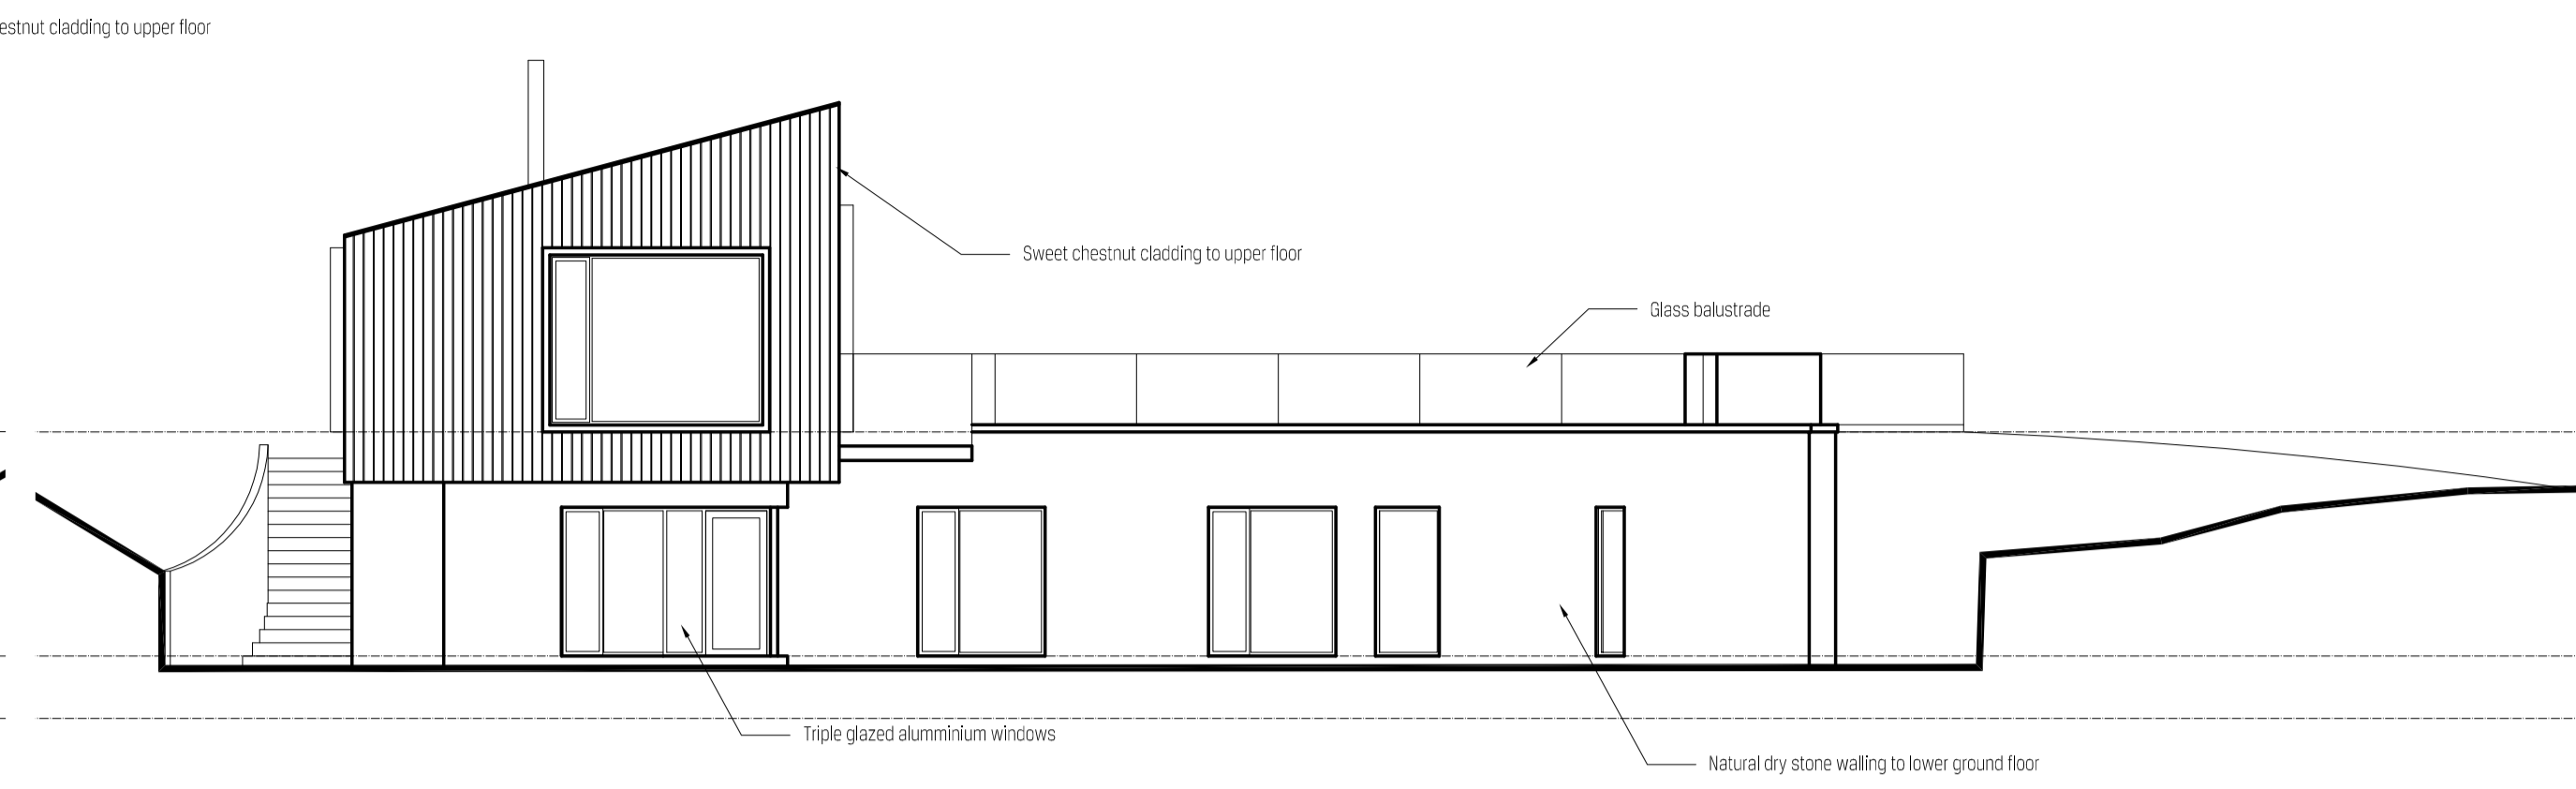 estnut cladding to upper floor
Sweet chestnut cladding to upper floor
Glass balustrade
Triple glazed alumminium windows
Natural dry stone walling to lower ground floor